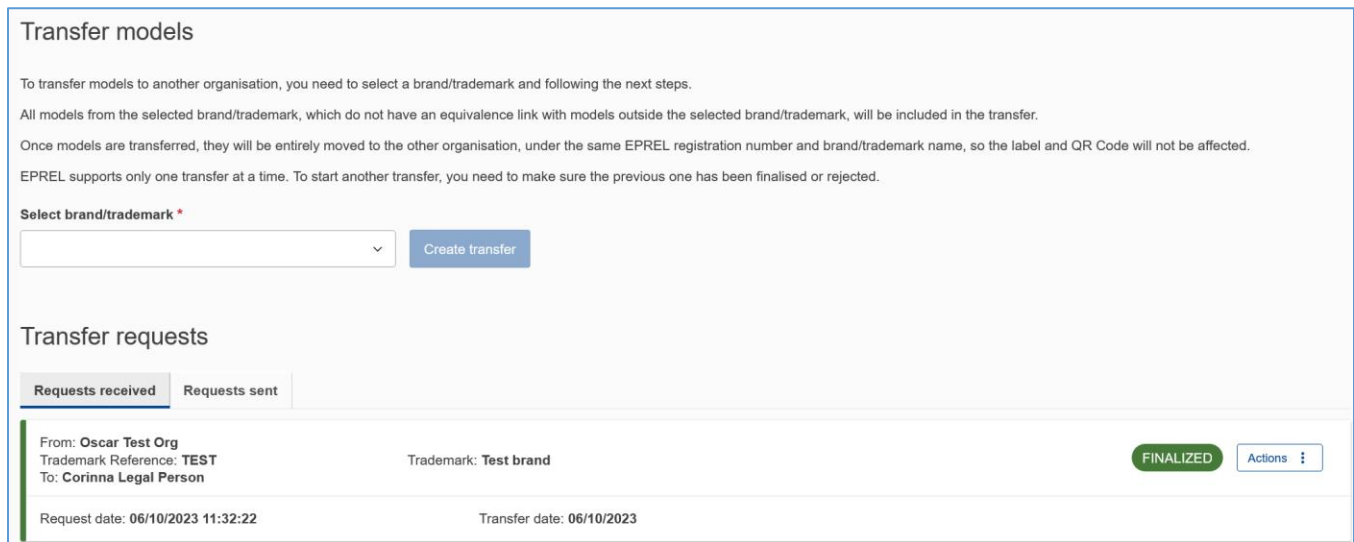 Transfer models
To transfer models to another organisation, you need to select a brand/trademark and following the next steps.
All models from the selected brand/trademark, which do not have an equivalence link with models outside the selected brand/trademark, will be included in the transfer.
Once models are transferred, they will be entirely moved to the other organisation, under the same EPREL registration number and brand/trademark name, so the label and QR Code will not be affected.
EPREL supports only one transfer at a time. To start another transfer, you need to make sure the previous one has been finalised or rejected.
Select brand/trademark *
Create transfer
Transfer requests
Requests received Requests sent
From: Oscar Test Org
Trademark Reference: TEST Trademark: Test brand FINALIZED Actions
To: Corinna Legal Person
Request date: 06/10/2023 11:32:22 Transfer date: 06/10/2023